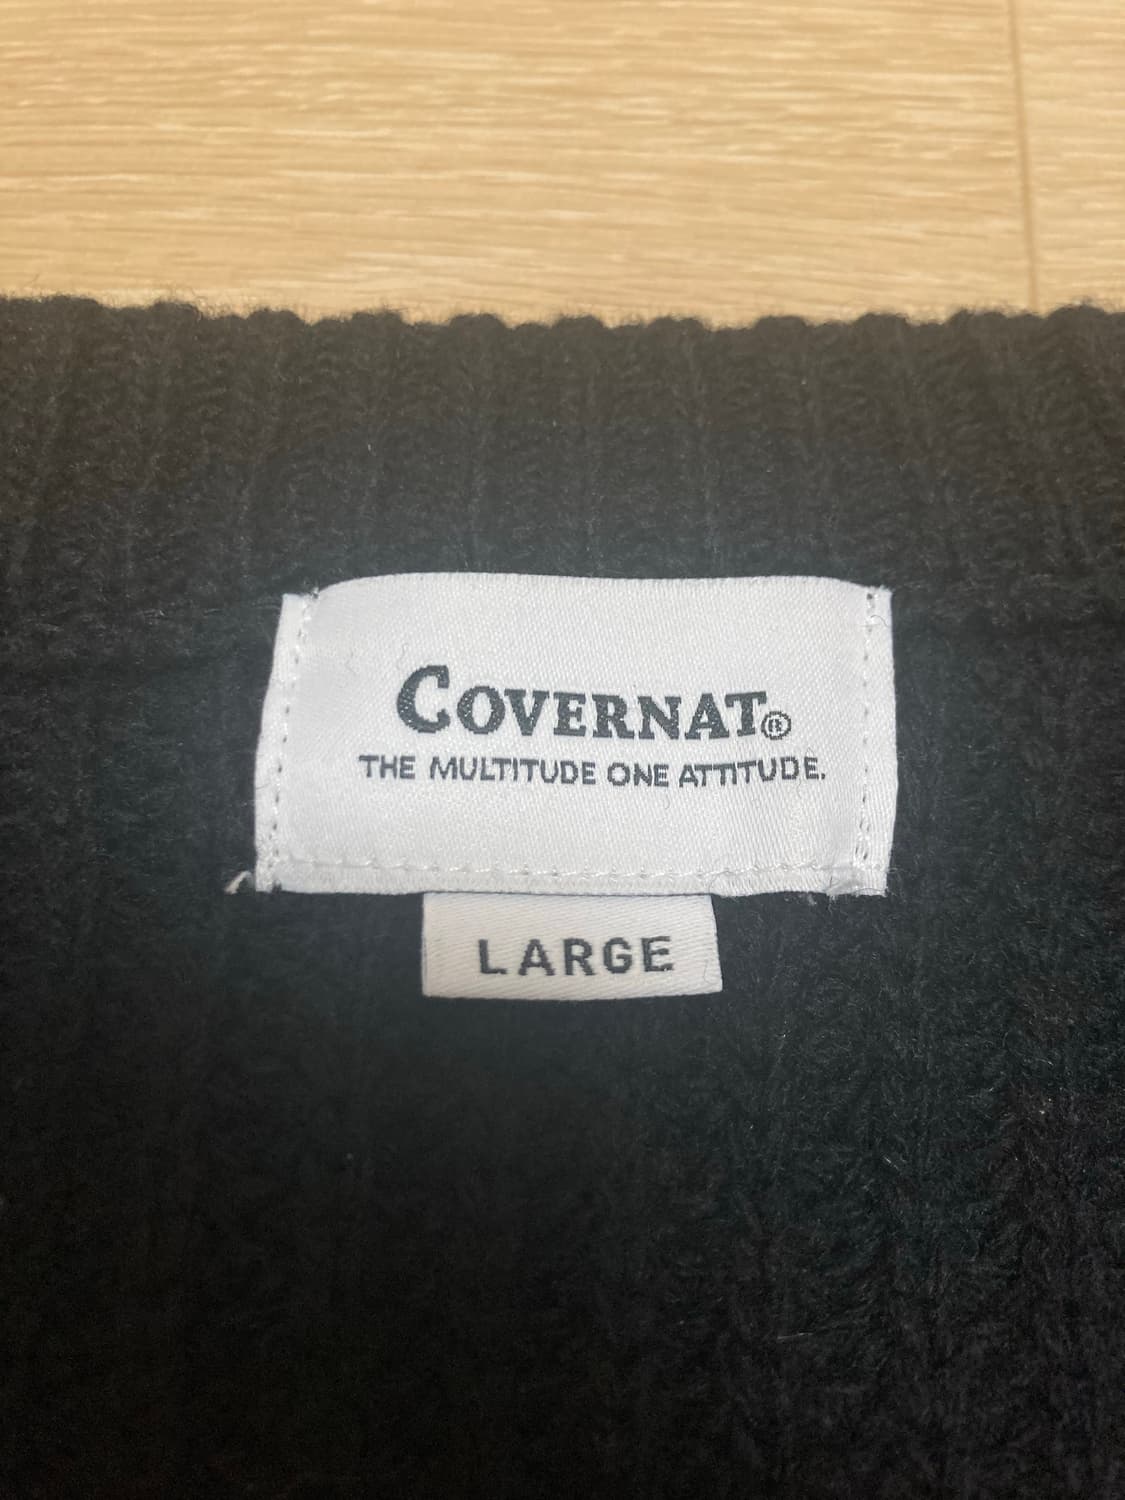 COVERNAT®
THE MULTITUDE ONE ATTITUDE.
LARGE